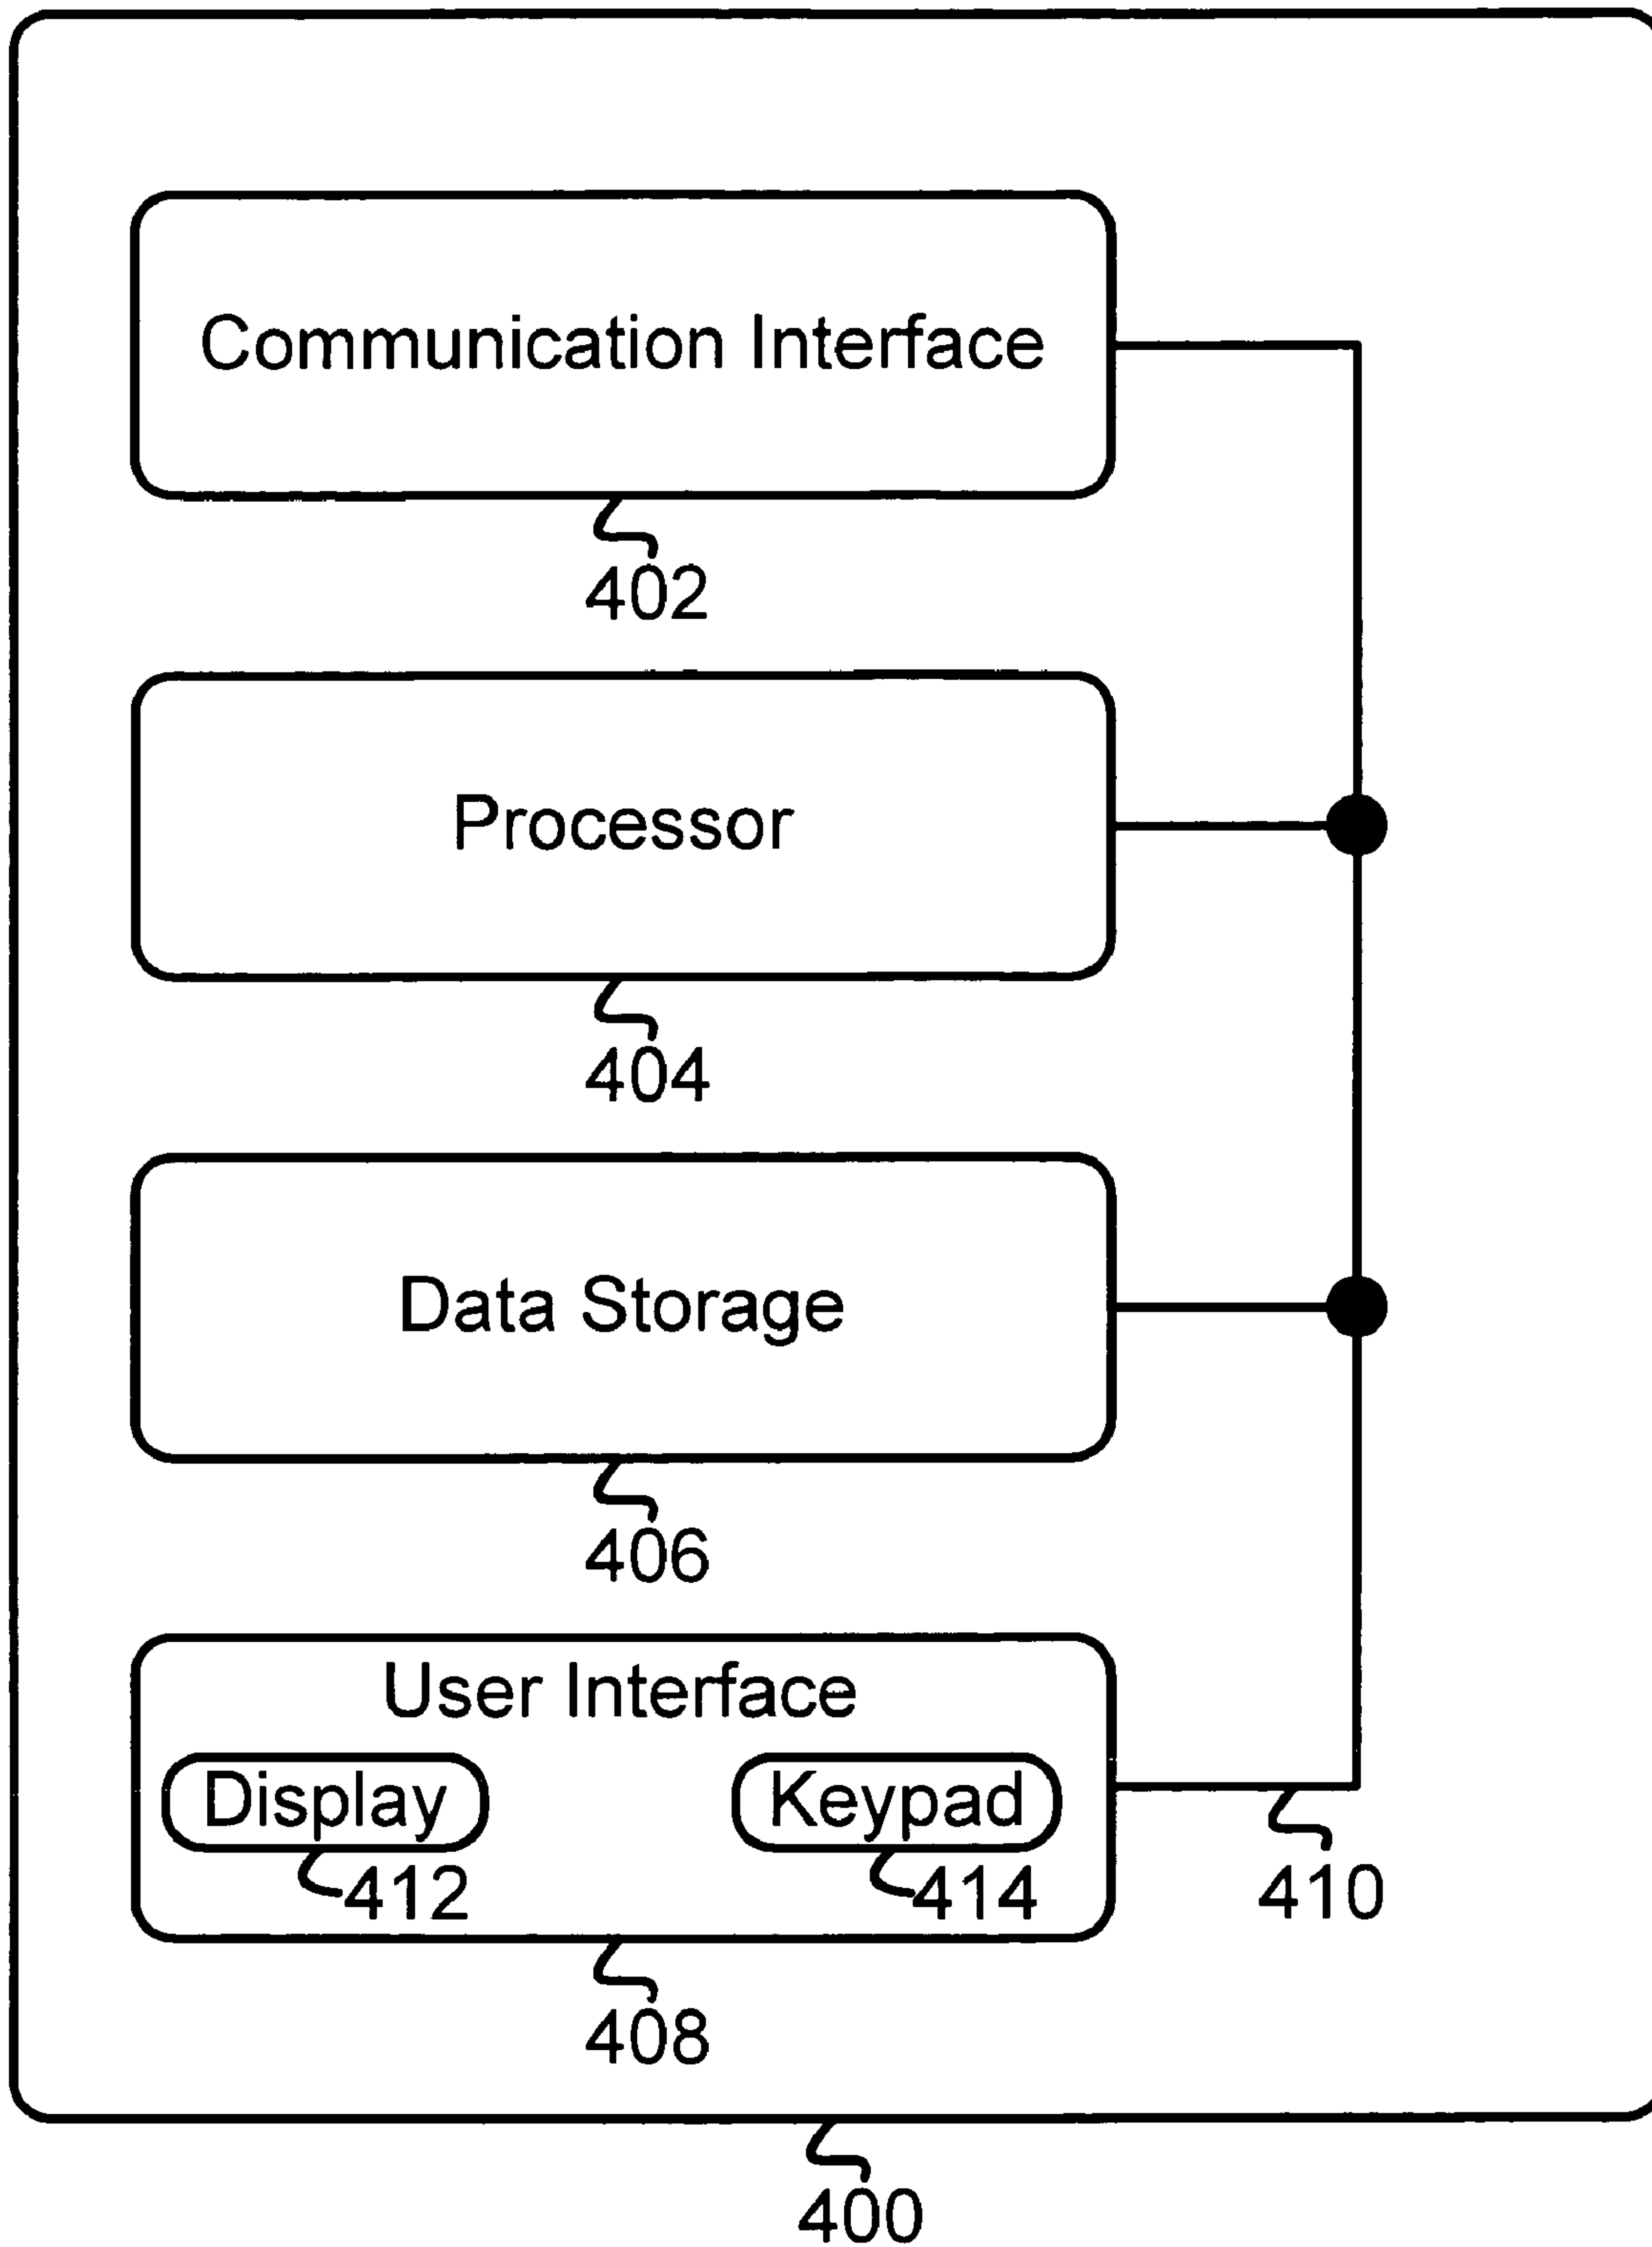 Communication Interface
402
Processor
404
Data Storage
406
User Interface
Display
Keypad
412
414
410
408
400